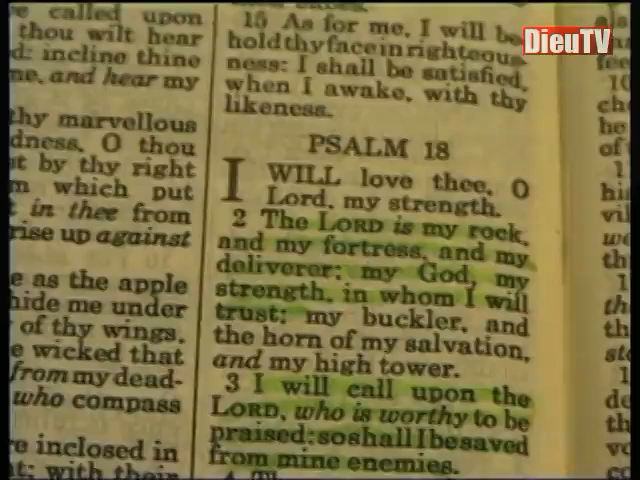 DieuTV
called upon
thou wilt hear
incline thine
and hear my
thy marvellous
O thou
by thy right
which put
in thee from
rise up against
as the apple
hide me under
of thy wings,
wicked that
from my dead-
who compass
inclosed in
with their
15 As for me, I will be
hold thy face in righteous-
ness: I shall be satisfied,
when I awake, with thy
likeness.
PSALM 18
I WILL love thee, O
Lord, my strength.
2 The LORD is my rock,
and my fortress, and my
deliverer; my God, my
strength, in whom I will
trust; my buckler, and
the horn of my salvation,
and my high tower.
3 I will call upon the
LORD, who is worthy to be
praised: so shall I be saved
from mine enemies.